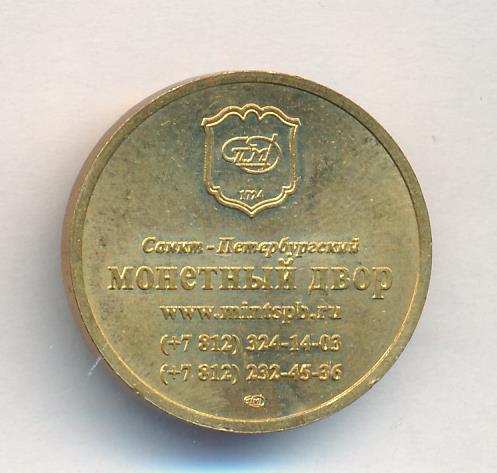 СПМД
1724
Санкт-Петербургский
МОНЕТНЫЙ ДВОР
www.mintspb.ru
(+7 812) 324-14-03
(+7 812) 232-45-36
СПМД